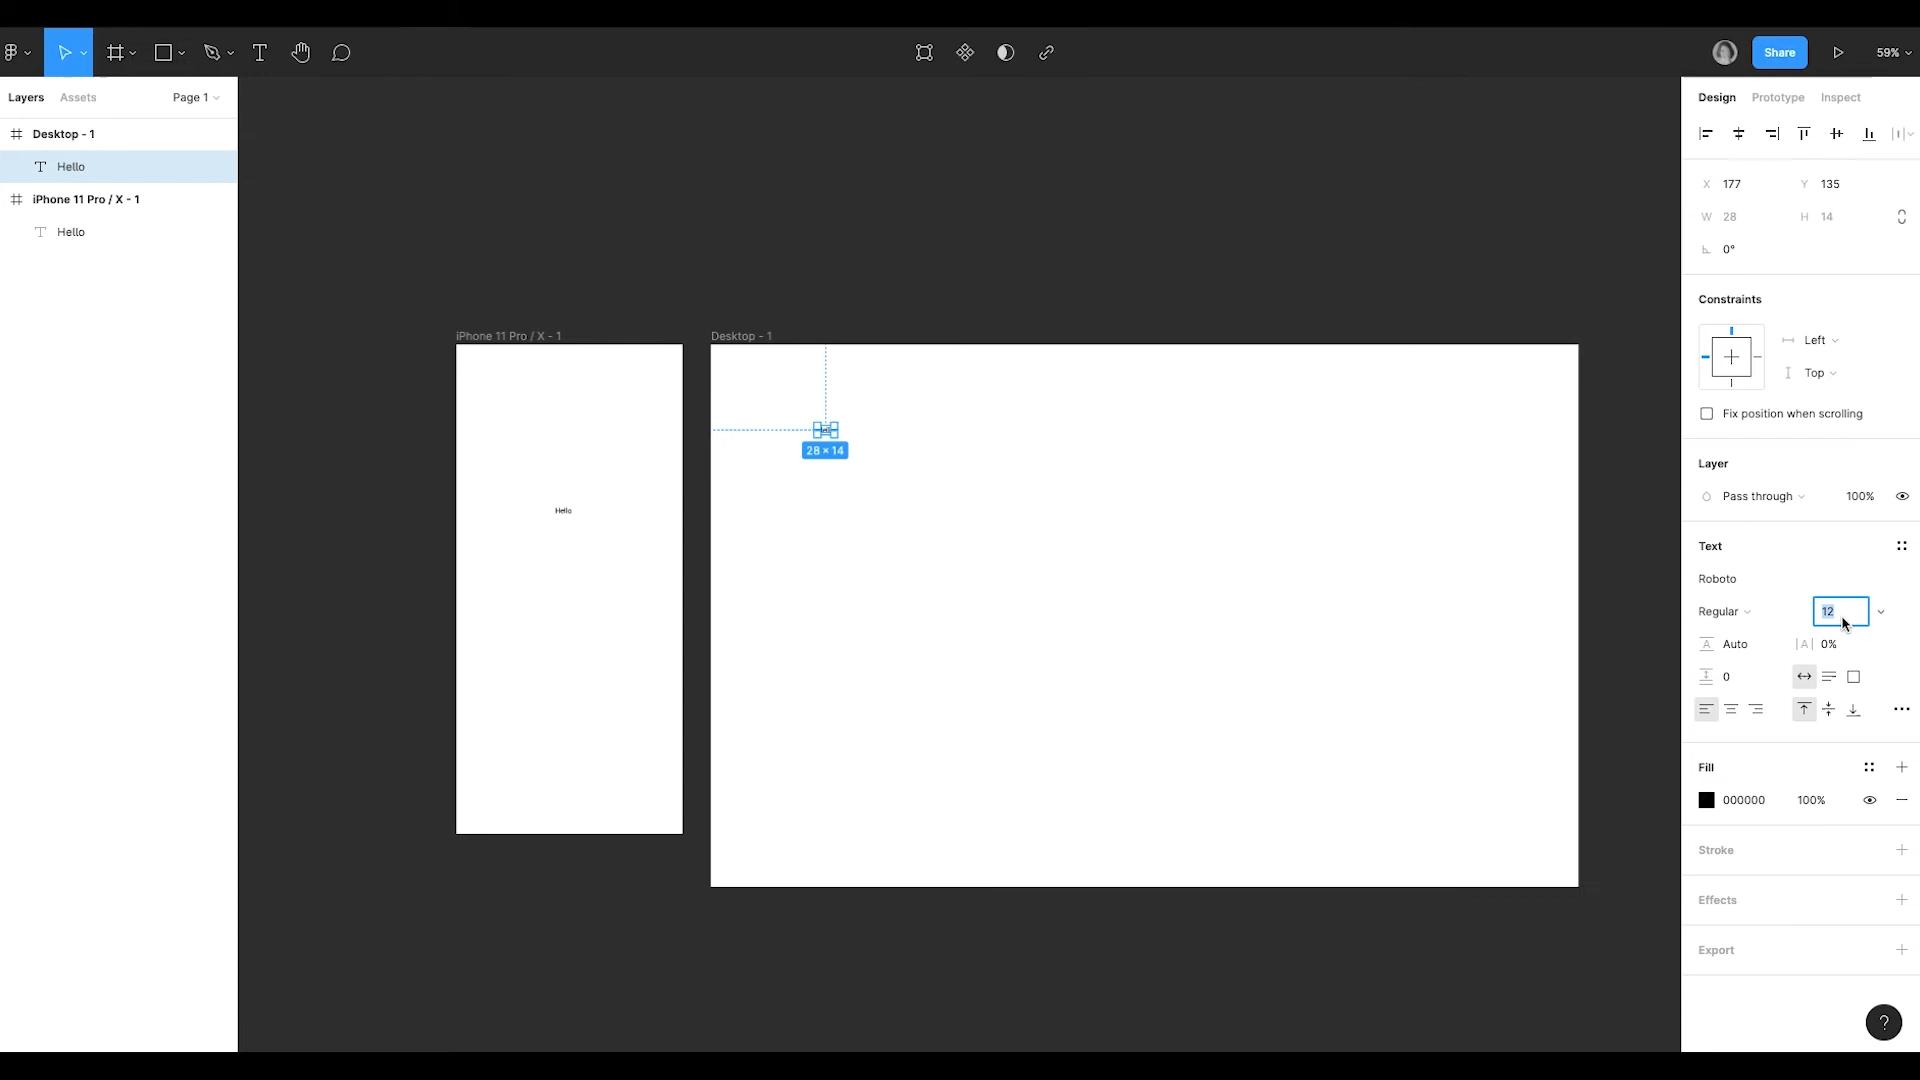 Share
59%
Layers
Assets
Page 1
Desktop - 1
Hello
iPhone 11 Pro / X - 1
Hello
iPhone 11 Pro / X - 1
Hello
Desktop - 1
28 × 14
Design
Prototype
Inspect
X 177
Y 135
W 28
H 14
0°
Constraints
Left
Top
Fix position when scrolling
Layer
Pass through
100%
Text
Roboto
Regular
12
A Auto
|A| 0%
0
Fill
000000
100%
Stroke
Effects
Export
?